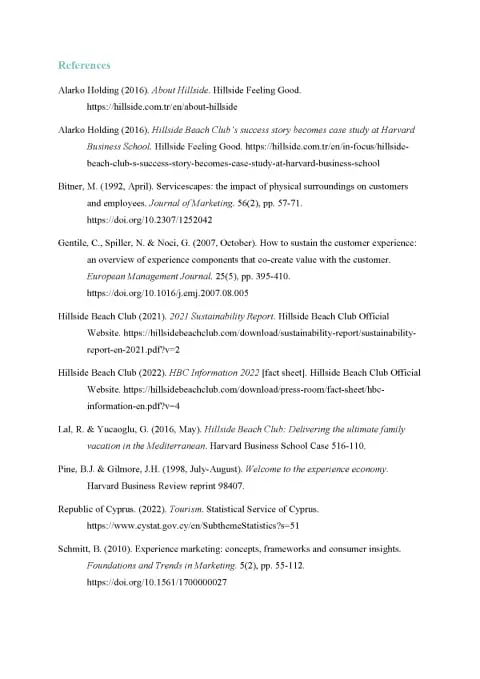 References
Alarko Holding (2016). About Hillside. Hillside Feeling Good.
https://hillside.com.tr/en/about-hillside
Alarko Holding (2016). Hillside Beach Club's success story becomes case study at Harvard
Business School. Hillside Feeling Good. https://hillside.com.tr/en/in-focus/hillside-
beach-club-s-success-story-becomes-case-study-at-harvard-business-school
Bitner, M. (1992, April). Servicescapes: the impact of physical surroundings on customers
and employees. Journal of Marketing. 56(2), pp. 57-71.
https://doi.org/10.2307/1252042
Gentile, C., Spiller, N. & Noci, G. (2007, October). How to sustain the customer experience:
an overview of experience components that co-create value with the customer.
European Management Journal. 25(5), pp. 395-410.
https://doi.org/10.1016/j.emj.2007.08.005
Hillside Beach Club (2021). 2021 Sustainability Report. Hillside Beach Club Official
Website. https://hillsidebeachclub.com/download/sustainability-report/sustainability-
report-en-2021.pdf?v=2
Hillside Beach Club (2022). HBC Information 2022 [fact sheet]. Hillside Beach Club Official
Website. https://hillsidebeachclub.com/download/press-room/fact-sheet/hbc-
information-en.pdf?v=4
Lal, R. & Yucaoglu, G. (2016, May). Hillside Beach Club: Delivering the ultimate family
vacation in the Mediterranean. Harvard Business School Case 516-110.
Pine, B.J. & Gilmore, J.H. (1998, July-August). Welcome to the experience economy.
Harvard Business Review reprint 98407.
Republic of Cyprus. (2022). Tourism. Statistical Service of Cyprus.
https://www.cystat.gov.cy/en/SubthemeStatistics?s=51
Schmitt, B. (2010). Experience marketing: concepts, frameworks and consumer insights.
Foundations and Trends in Marketing. 5(2), pp. 55-112.
https://doi.org/10.1561/1700000027